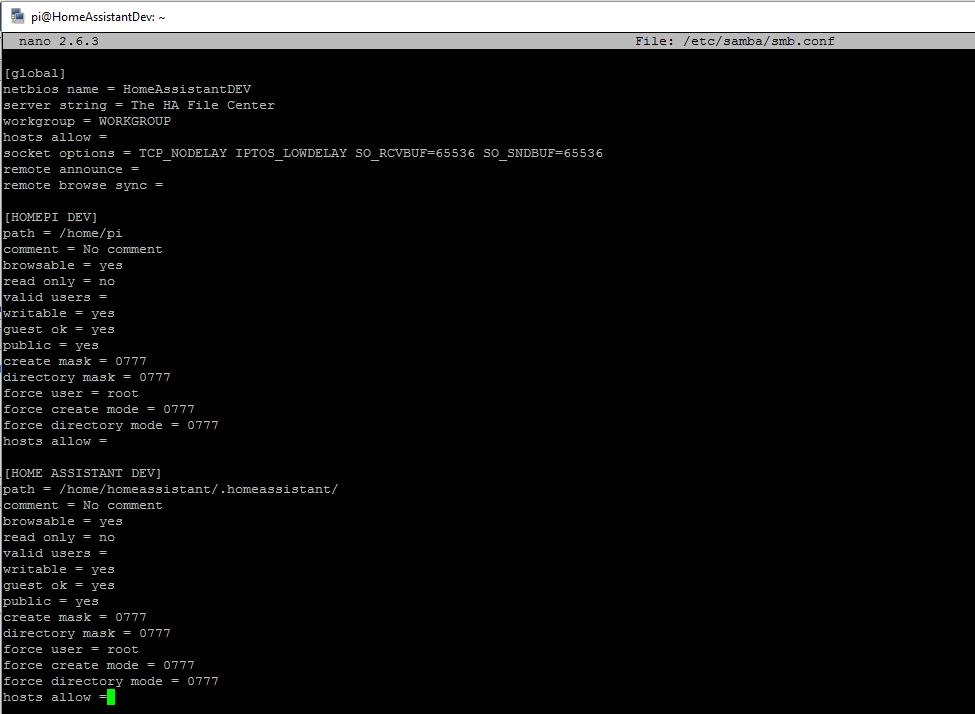 pi@HomeAssistantDev: ~
nano 2.6.3 File: /etc/samba/smb.conf
[global]
netbios name = HomeAssistantDEV
server string = The HA File Center
workgroup = WORKGROUP
hosts allow =
socket options = TCP_NODELAY IPTOS_LOWDELAY SO_RCVBUF=65536 SO_SNDBUF=65536
remote announce =
remote browse sync =
[HOMEPI DEV]
path = /home/pi
comment = No comment
browsable = yes
read only = no
valid users =
writable = yes
guest ok = yes
public = yes
create mask = 0777
directory mask = 0777
force user = root
force create mode = 0777
force directory mode = 0777
hosts allow =
[HOME ASSISTANT DEV]
path = /home/homeassistant/.homeassistant/
comment = No comment
browsable = yes
read only = no
valid users =
writable = yes
guest ok = yes
public = yes
create mask = 0777
directory mask = 0777
force user = root
force create mode = 0777
force directory mode = 0777
hosts allow =